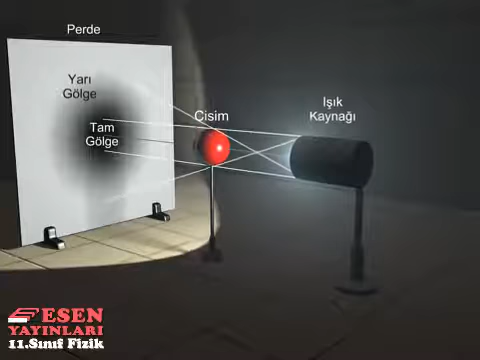 Perde
Yarı
Gölge
Tam
Gölge
Cisim
Işık
Kaynağı
ESEN
YAYINLARI
11.Sınıf Fizik